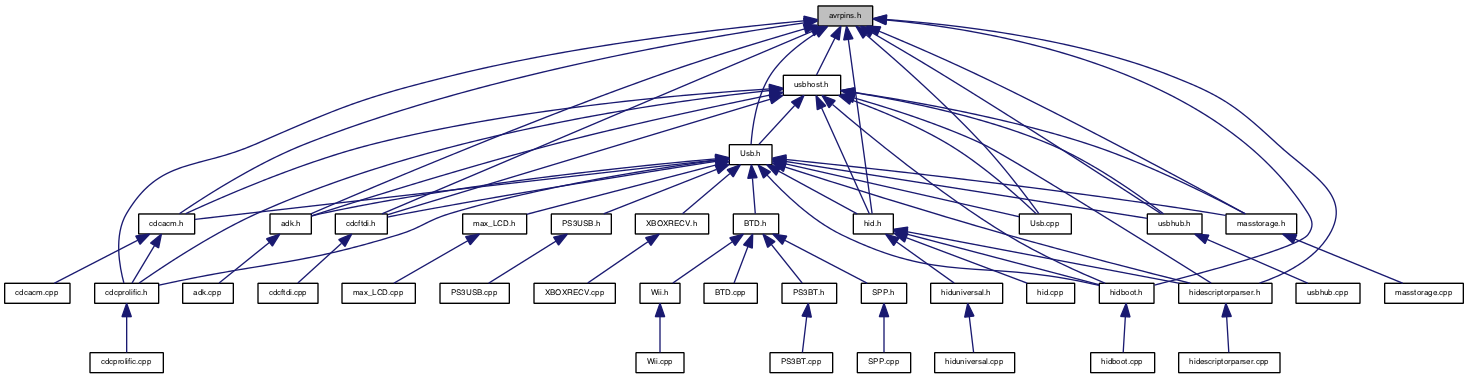 avrpins.h
usbhost.h
Usb.h
cdcacm.h
adk.h
cdcftdi.h
max_LCD.h
PS3USB.h
XBOXRECV.h
BTD.h
hid.h
Usb.cpp
usbhub.h
masstorage.h
cdcacm.cpp
cdcprolific.h
adk.cpp
cdcftdi.cpp
max_LCD.cpp
PS3USB.cpp
XBOXRECV.cpp
Wii.h
BTD.cpp
PS3BT.h
SPP.h
hiduniversal.h
hid.cpp
hidboot.h
hidescriptorparser.h
usbhub.cpp
masstorage.cpp
cdcprolific.cpp
Wii.cpp
PS3BT.cpp
SPP.cpp
hiduniversal.cpp
hidboot.cpp
hidescriptorparser.cpp